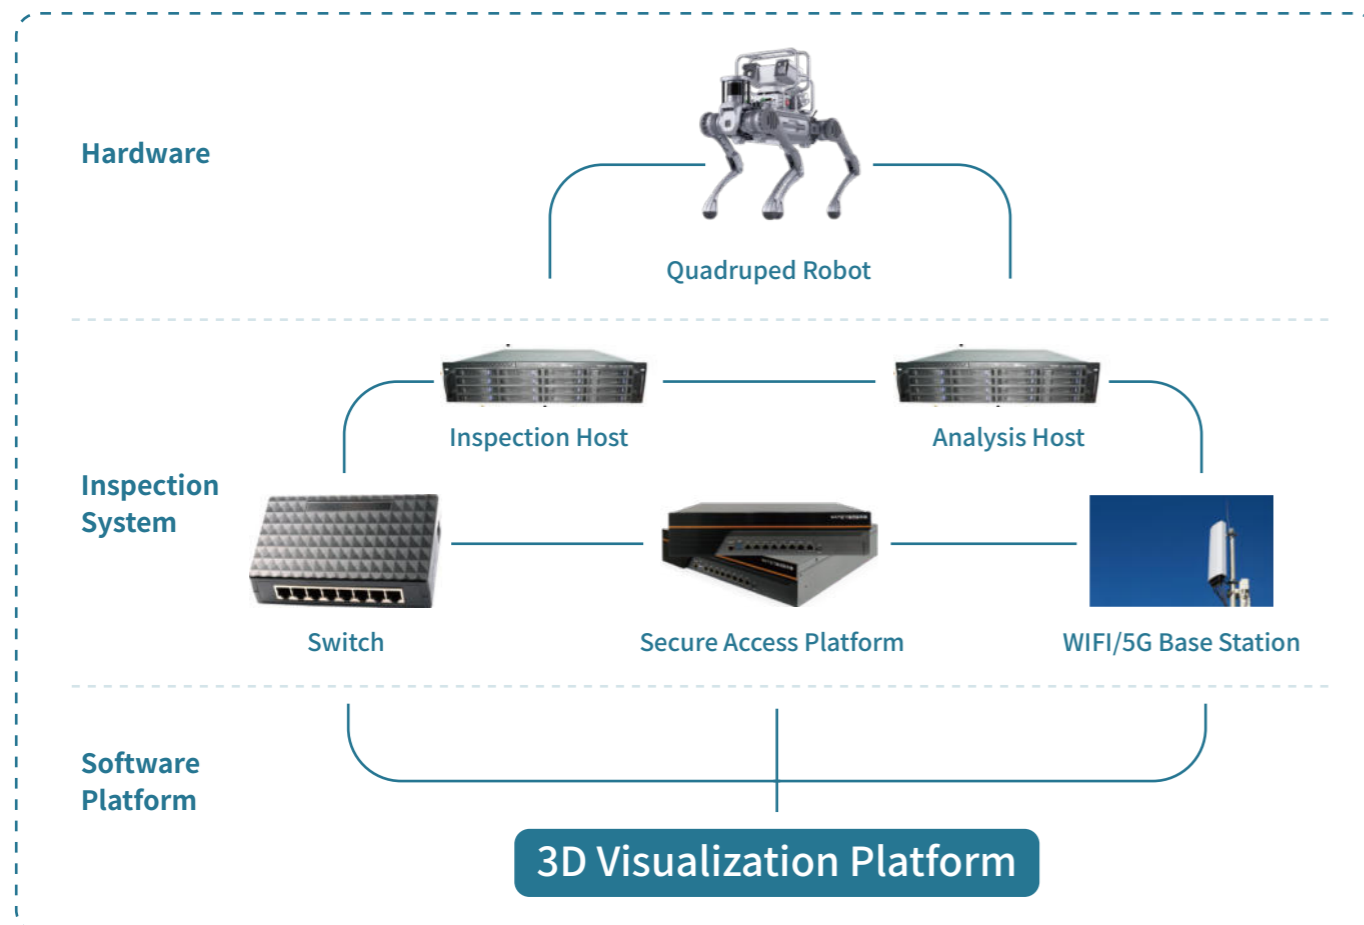 Hardware
Quadruped Robot
Inspection Host
Analysis Host
Inspection
System
Switch
Secure Access Platform
WIFI/5G Base Station
Software
Platform
3D Visualization Platform